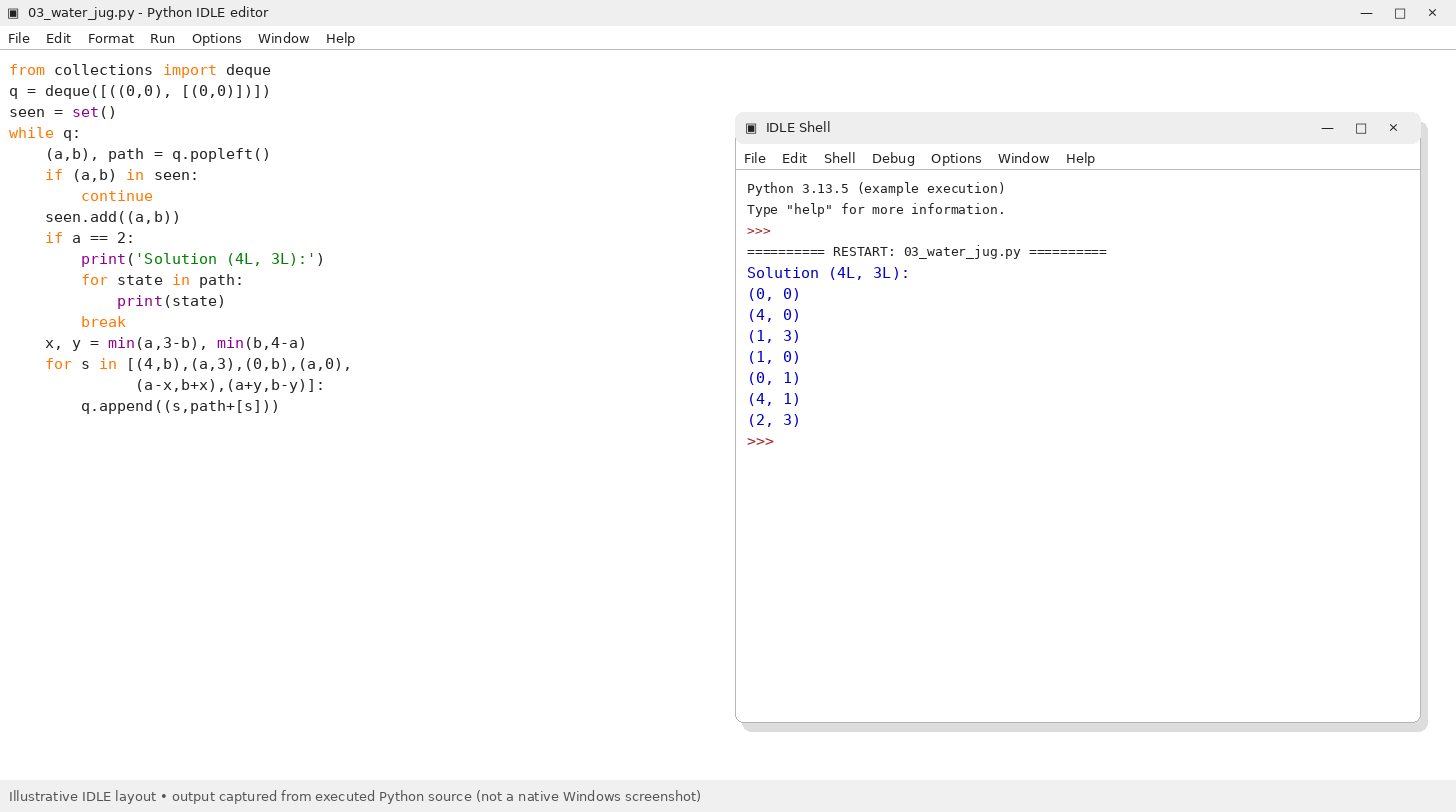 03_water_jug.py - Python IDLE editor
File Edit Format Run Options Window Help
from collections import deque
q = deque([((0,0), [(0,0)])])
seen = set()
while q:
    (a,b), path = q.popleft()
    if (a,b) in seen:
        continue
    seen.add((a,b))
    if a == 2:
        print('Solution (4L, 3L):')
        for state in path:
            print(state)
        break
    x, y = min(a,3-b), min(b,4-a)
    for s in [(4,b),(a,3),(0,b),(a,0),
              (a-x,b+x),(a+y,b-y)]:
        q.append((s,path+[s]))
IDLE Shell
File Edit Shell Debug Options Window Help
Python 3.13.5 (example execution)
Type "help" for more information.
>>>
========== RESTART: 03_water_jug.py ==========
Solution (4L, 3L):
(0, 0)
(4, 0)
(1, 3)
(1, 0)
(0, 1)
(4, 1)
(2, 3)
>>>
Illustrative IDLE layout • output captured from executed Python source (not a native Windows screenshot)